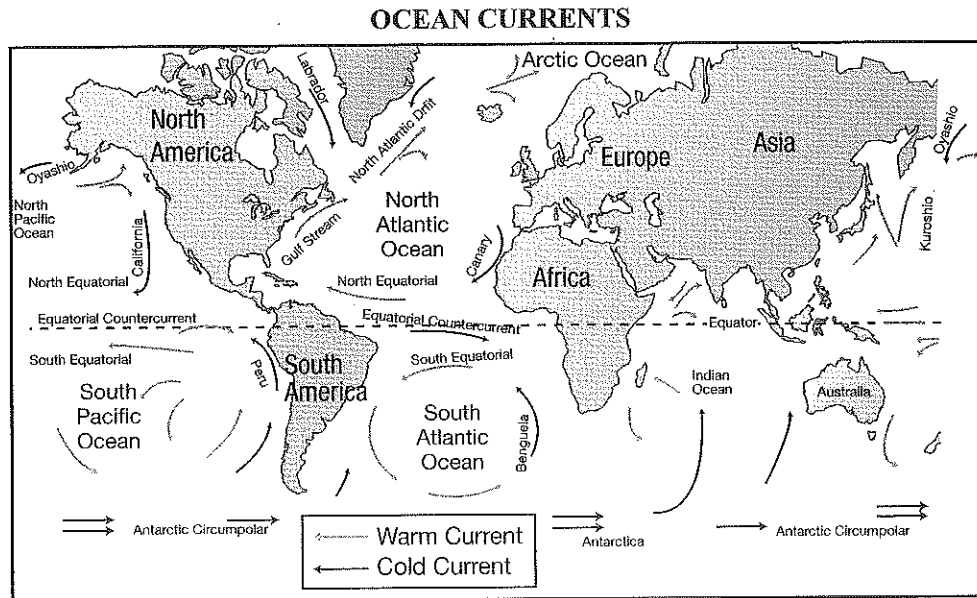 OCEAN CURRENTS
Arctic Ocean
Labrador
North Atlantic Drfit
North
America
Europe
Asia
Oyashio
Oyashio
North
Pacific
Ocean
California
Gulf Stream
North
Atlantic
Ocean
Canary
Kuroshio
North Equatorial
North Equatorial
Africa
Equatorial Countercurrent
Equatorial Countercurrent
Equator
South Equatorial
Peru
South
America
South Equatorial
Indian
Ocean
Australia
South
Pacific
Ocean
South
Atlantic
Ocean
Benguela
Antarctic Circumpolar
Antarctica
Antarctic Circumpolar
Warm Current
Cold Current